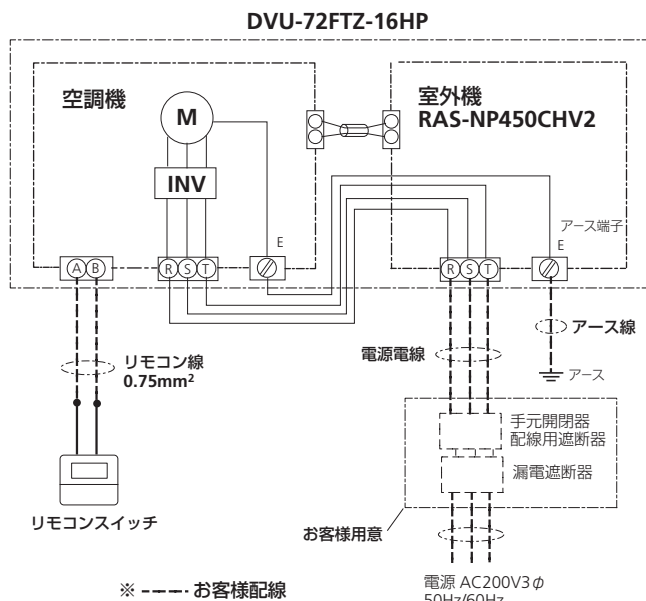 DVU-72FTZ-16HP
空調機
室外機
RAS-NP450CHV2
M
INV
アース端子
E
E
A B
R S T
R S T
アース線
電源電線
リモコン線
0.75mm²
アース
手元開閉器
配線用遮断器
漏電遮断器
リモコンスイッチ
お客様用意
※ ----- お客様配線
電源 AC200V3φ
50Hz/60Hz